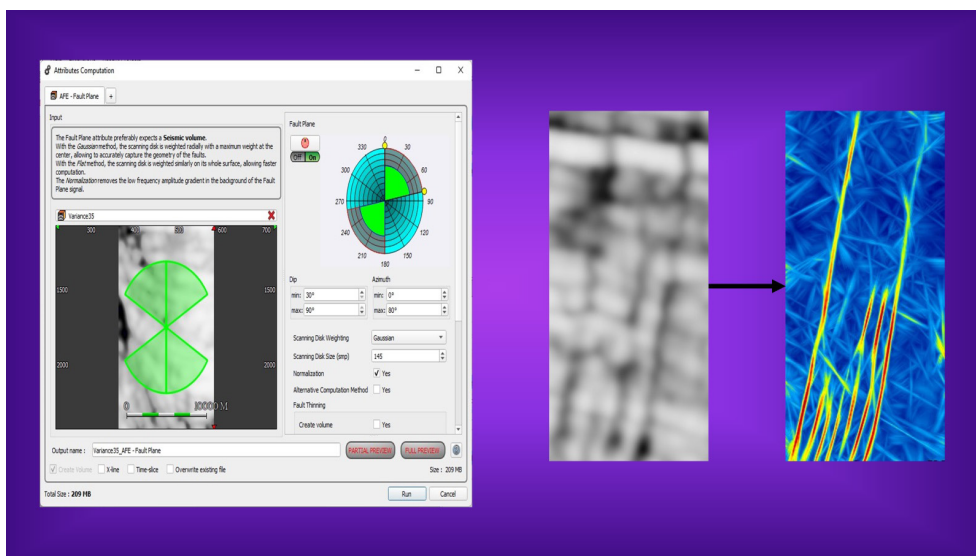 Attributes Computation
AFE - Fault Plane
+
Input
The Fault Plane attribute preferably expects a Seismic volume.
With the Gaussian method, the scanning disk is weighted radially with a maximum weight at the
center, allowing to accurately capture the geometry of the faults.
With the Flat method, the scanning disk is weighted similarly on its whole surface, allowing faster
computation.
The Normalization removes the low frequency amplitude gradient in the background of the Fault
Plane signal.
Variance35
300 400 500 600 700
1500 1500
2000 2000
0 10000 M
Fault Plane
Off On
0
330 30
60
270 90
240 120
210 150
180
Dip Azimuth
min: 30° min: 0°
max: 90° max: 80°
Scanning Disk Weighting Gaussian
Scanning Disk Size (smp) 145
Normalization Yes
Alternative Computation Method Yes
Fault Thinning
Create volume Yes
Output name : Variance35_AFE - Fault Plane PARTIAL PREVIEW FULL PREVIEW
Create Volume X-line Time-slice Overwrite existing file Size : 209 MB
Total Size : 209 MB Run Cancel